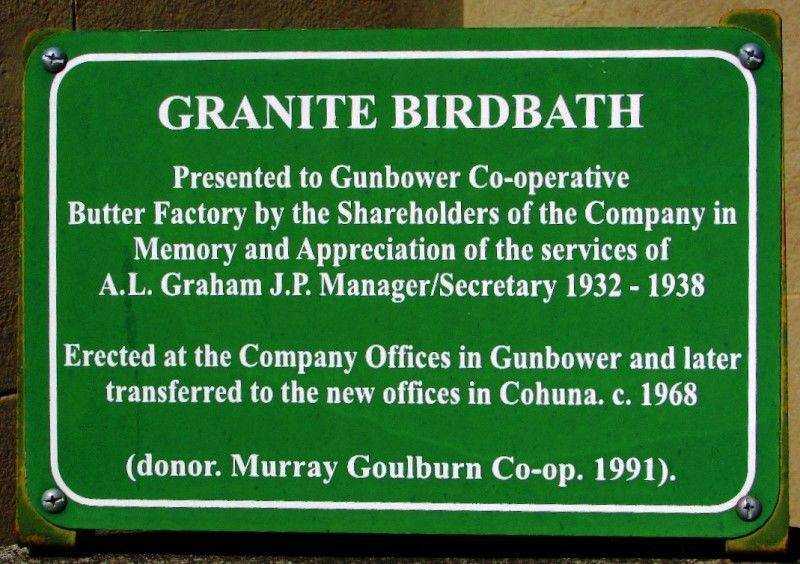 GRANITE BIRDBATH
Presented to Gunbower Co-operative
Butter Factory by the Shareholders of the Company in
Memory and Appreciation of the services of
A.L. Graham J.P. Manager/Secretary 1932 - 1938
Erected at the Company Offices in Gunbower and later
transferred to the new offices in Cohuna. c. 1968
(donor. Murray Goulburn Co-op. 1991).